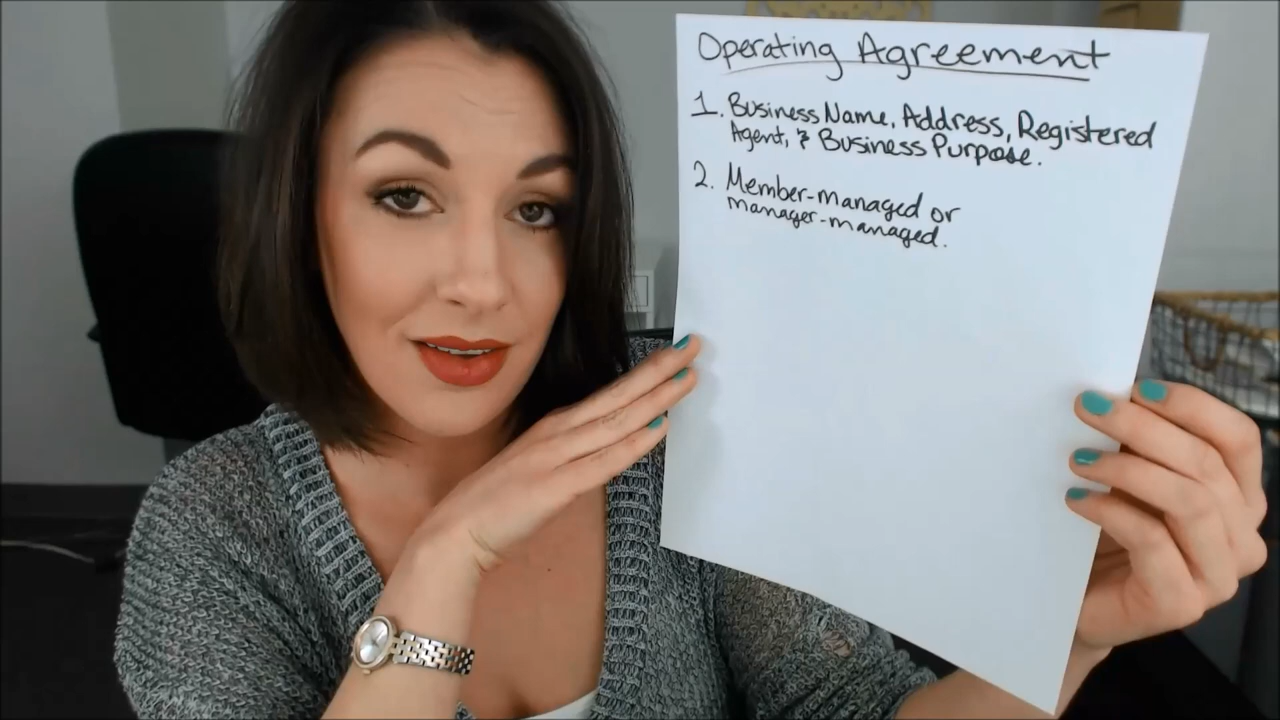 Operating Agreement
1. Business Name, Address, Registered
Agent, & Business Purpose.
2. Member-managed or
manager-managed.